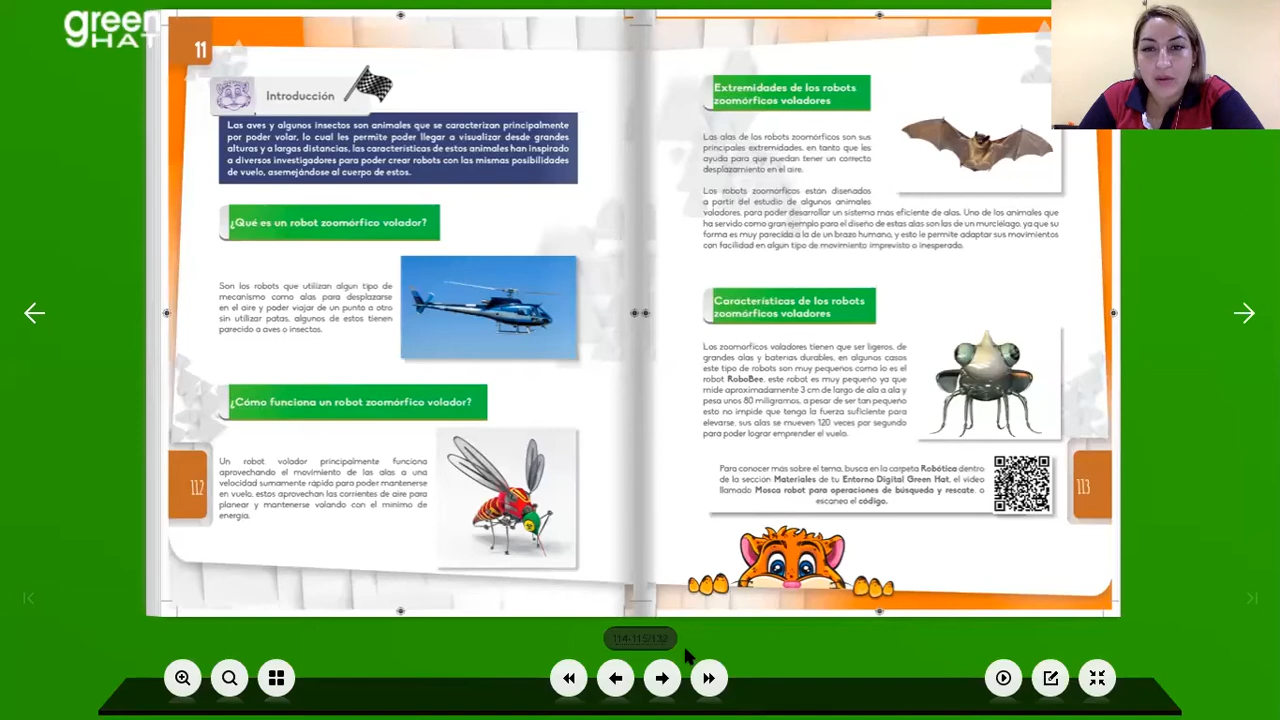 green
HAT
11
Introducción
Las aves y algunos insectos son animales que se caracterizan principalmente
por poder volar, lo cual les permite poder llegar a visualizar desde grandes
alturas y a largas distancias, las características de estos animales han inspirado
a diversos investigadores para poder crear robots con las mismas posibilidades
de vuelo, asemejándose al cuerpo de estos.
¿Qué es un robot zoomórfico volador?
Son los robots que utilizan algun tipo de
mecanismo como alas para desplazarse
en el aire y poder viajar de un punto a otro
sin utilizar patas, algunos de estos tienen
parecido a aves o insectos.
¿Cómo funciona un robot zoomórfico volador?
Un robot volador principalmente funciona
aprovechando el movimiento de las alas a una
velocidad sumamente rápida para poder mantenerse
en vuelo, estos aprovechan las corrientes de aire para
planear y mantenerse volando con el mínimo de
energía.
112
Extremidades de los robots
zoomórficos voladores
Las alas de los robots zoomórficos son sus
principales extremidades, en tanto que les
ayuda para que puedan tener un correcto
desplazamiento en el aire.
Los robots zoomorficos están diseñados
a partir del estudio de algunos animales
voladores, para poder desarrollar un sistema más eficiente de alas. Uno de los animales que
ha servido como gran ejemplo para el diseño de estas alas son las de un murciélago, ya que su
forma es muy parecida a la de un brazo humano, y esto le permite adaptar sus movimientos
con facilidad en algun tipo de movimiento imprevisto o inesperado.
Características de los robots
zoomórficos voladores
Los zoomorficos voladores tienen que ser ligeros, de
grandes alas y baterías durables, en algunos casos
este tipo de robots son muy pequeños como lo es el
robot RoboBee, este robot es muy pequeño ya que
mide aproximadamente 3 cm de largo de ala a ala y
pesa unos 80 miligramos, a pesar de ser tan pequeño
esto no impide que tenga la fuerza suficiente para
elevarse, sus alas se mueven 120 veces por segundo
para poder lograr emprender el vuelo.
Para conocer más sobre el tema, busca en la carpeta Robótica dentro
de la sección Materiales de tu Entorno Digital Green Hat, el video
llamado Mosca robot para operaciones de búsqueda y rescate, o
escanea el código.
113
114-115/132